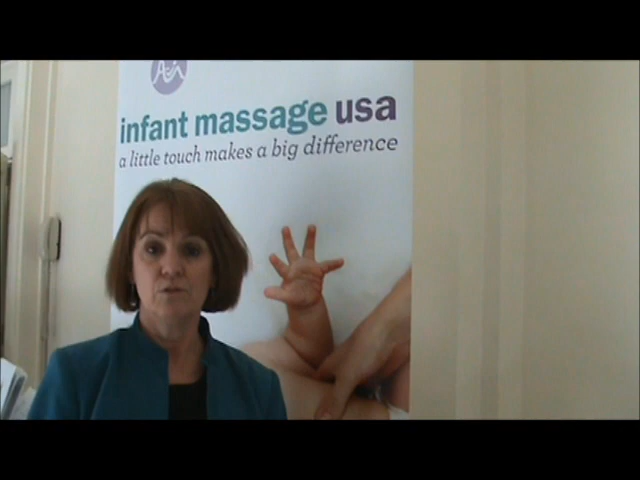 infant massage usa
a little touch makes a big difference